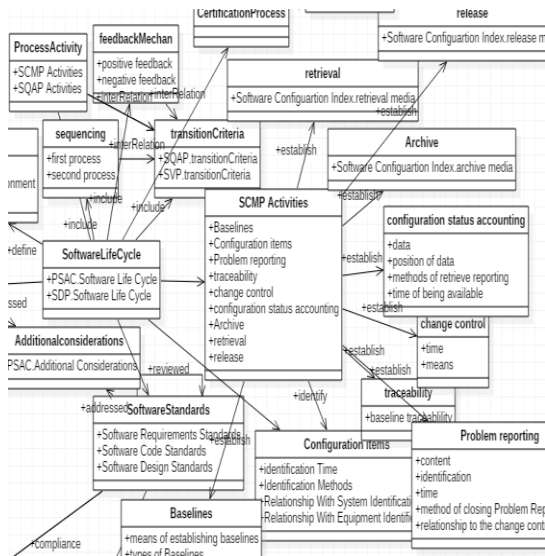 CertificationProcess
release
+Software Configuartion Index.release m
ProcessActivity
+SCMP Activities
+SQAP Activities
feedbackMechan
+positive feedback
+negative feedback
+interRelation
+interRelation
retrieval
+Software Configuartion Index.retrieval media
+establish
sequencing
+first process
+second process
+interRelation
transitionCriteria
+SQAP.transitionCriteria
+SVP.transitionCriteria
+establish
Archive
+Software Configuartion Index.archive media
onment
+include
+include
+include
+establish
SCMP Activities
+Baselines
+Configuration items
+Problem reporting
+traceability
+change control
+configuration status accounting
+Archive
+retrieval
+release
configuration status accounting
+data
+position of data
+methods of retrieve reporting
+time of being available
+define
SoftwareLifeCycle
+PSAC.Software Life Cycle
+SDP.Software Life Cycle
+establish
+establish
ssed
change control
+time
+means
Additionalconsiderations
PSAC.Additional Considerations
+reviewed
+establish
+establish
+addressed
+identify
traceability
+baseline traceablility
SoftwareStandards
+Software Requirements Standards
+Software Code Standards
+Software Design Standards
+establish
Configuration items
+identification Time
+Identification Methods
+Relationship With System Identificati
+Relationship With Equipment Identifi
Problem reporting
+content
+identification
+time
+method of closing Problem Rep
+relationship to the change cont
Baselines
+means of establishing baselines
+types of Baselines
+compliance